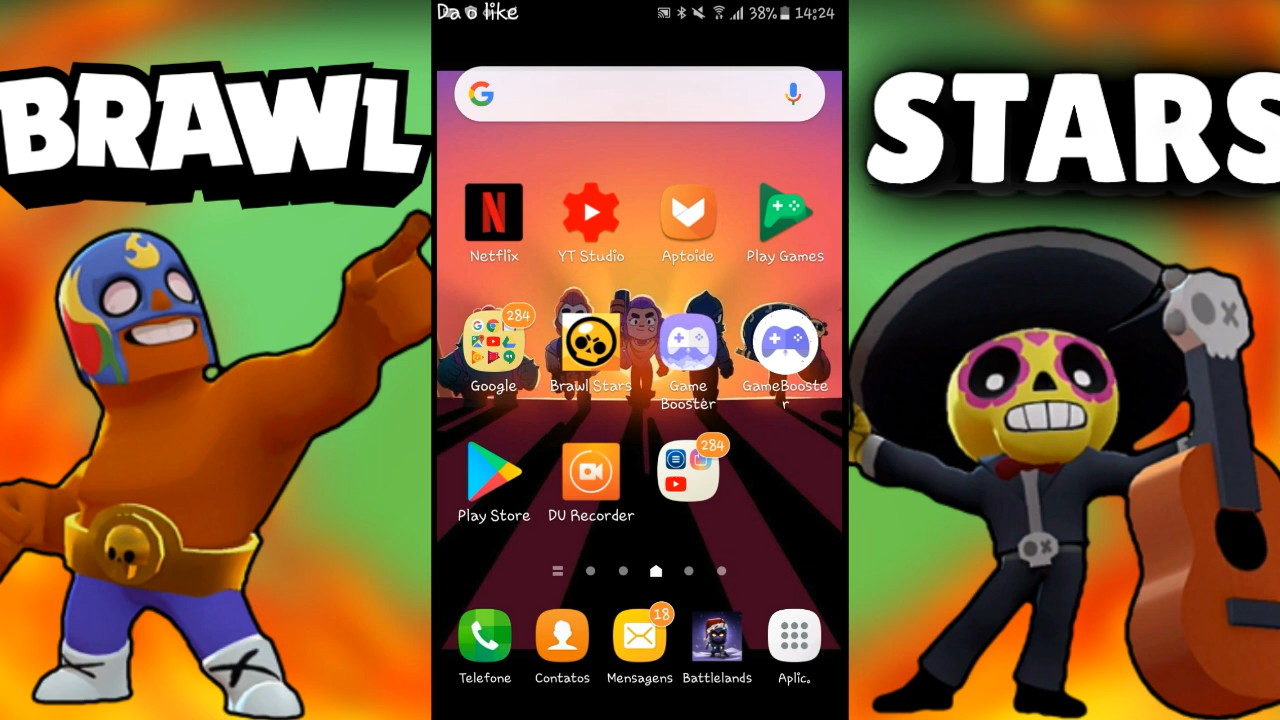 Da o like
38% 14:24
BRAWL
STARS
G
N
Netflix
YT Studio
Aptoide
Play Games
284
Google
Brawl Stars
Game
Booster
GameBooste
r
284
Play Store
DU Recorder
18
Telefone
Contatos
Mensagens
Battlelands
Aplic.